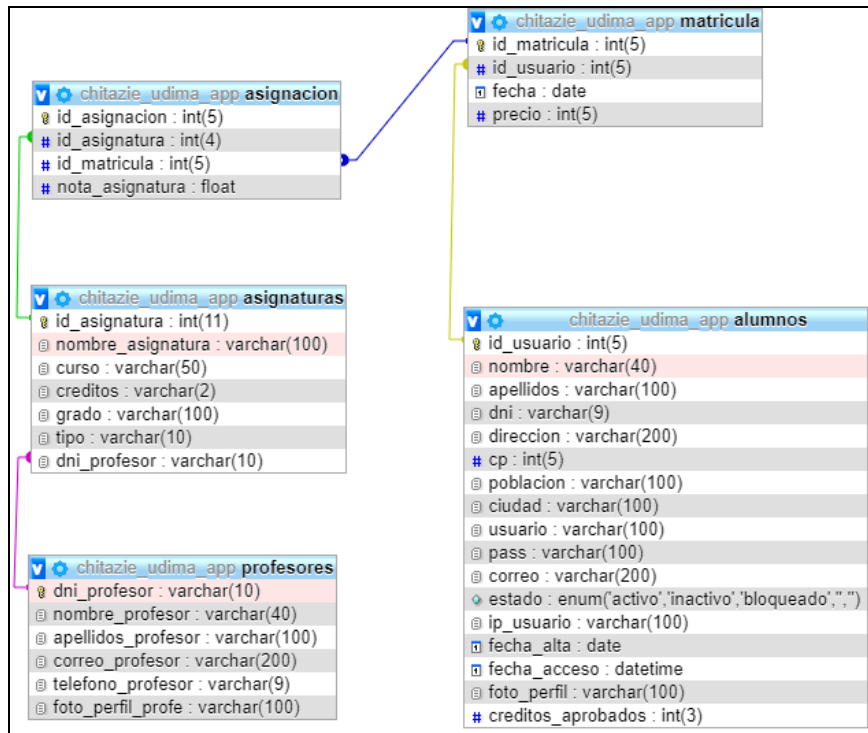 chitazie_udima_app matricula
id_matricula : int(5)
id_usuario : int(5)
fecha : date
precio : int(5)
chitazie_udima_app asignacion
id_asignacion : int(5)
id_asignatura : int(4)
id_matricula : int(5)
nota_asignatura : float
chitazie_udima_app asignaturas
id_asignatura : int(11)
nombre_asignatura : varchar(100)
curso : varchar(50)
creditos : varchar(2)
grado : varchar(100)
tipo : varchar(10)
dni_profesor : varchar(10)
chitazie_udima_app alumnos
id_usuario : int(5)
nombre : varchar(40)
apellidos : varchar(100)
dni : varchar(9)
direccion : varchar(200)
cp : int(5)
poblacion : varchar(100)
ciudad : varchar(100)
usuario : varchar(100)
pass : varchar(100)
correo : varchar(200)
estado : enum('activo','inactivo','bloqueado','','')
ip_usuario : varchar(100)
fecha_alta : date
fecha_acceso : datetime
foto_perfil : varchar(100)
creditos_aprobados : int(3)
chitazie_udima_app profesores
dni_profesor : varchar(10)
nombre_profesor : varchar(40)
apellidos_profesor : varchar(100)
correo_profesor : varchar(200)
telefono_profesor : varchar(9)
foto_perfil_profe : varchar(100)